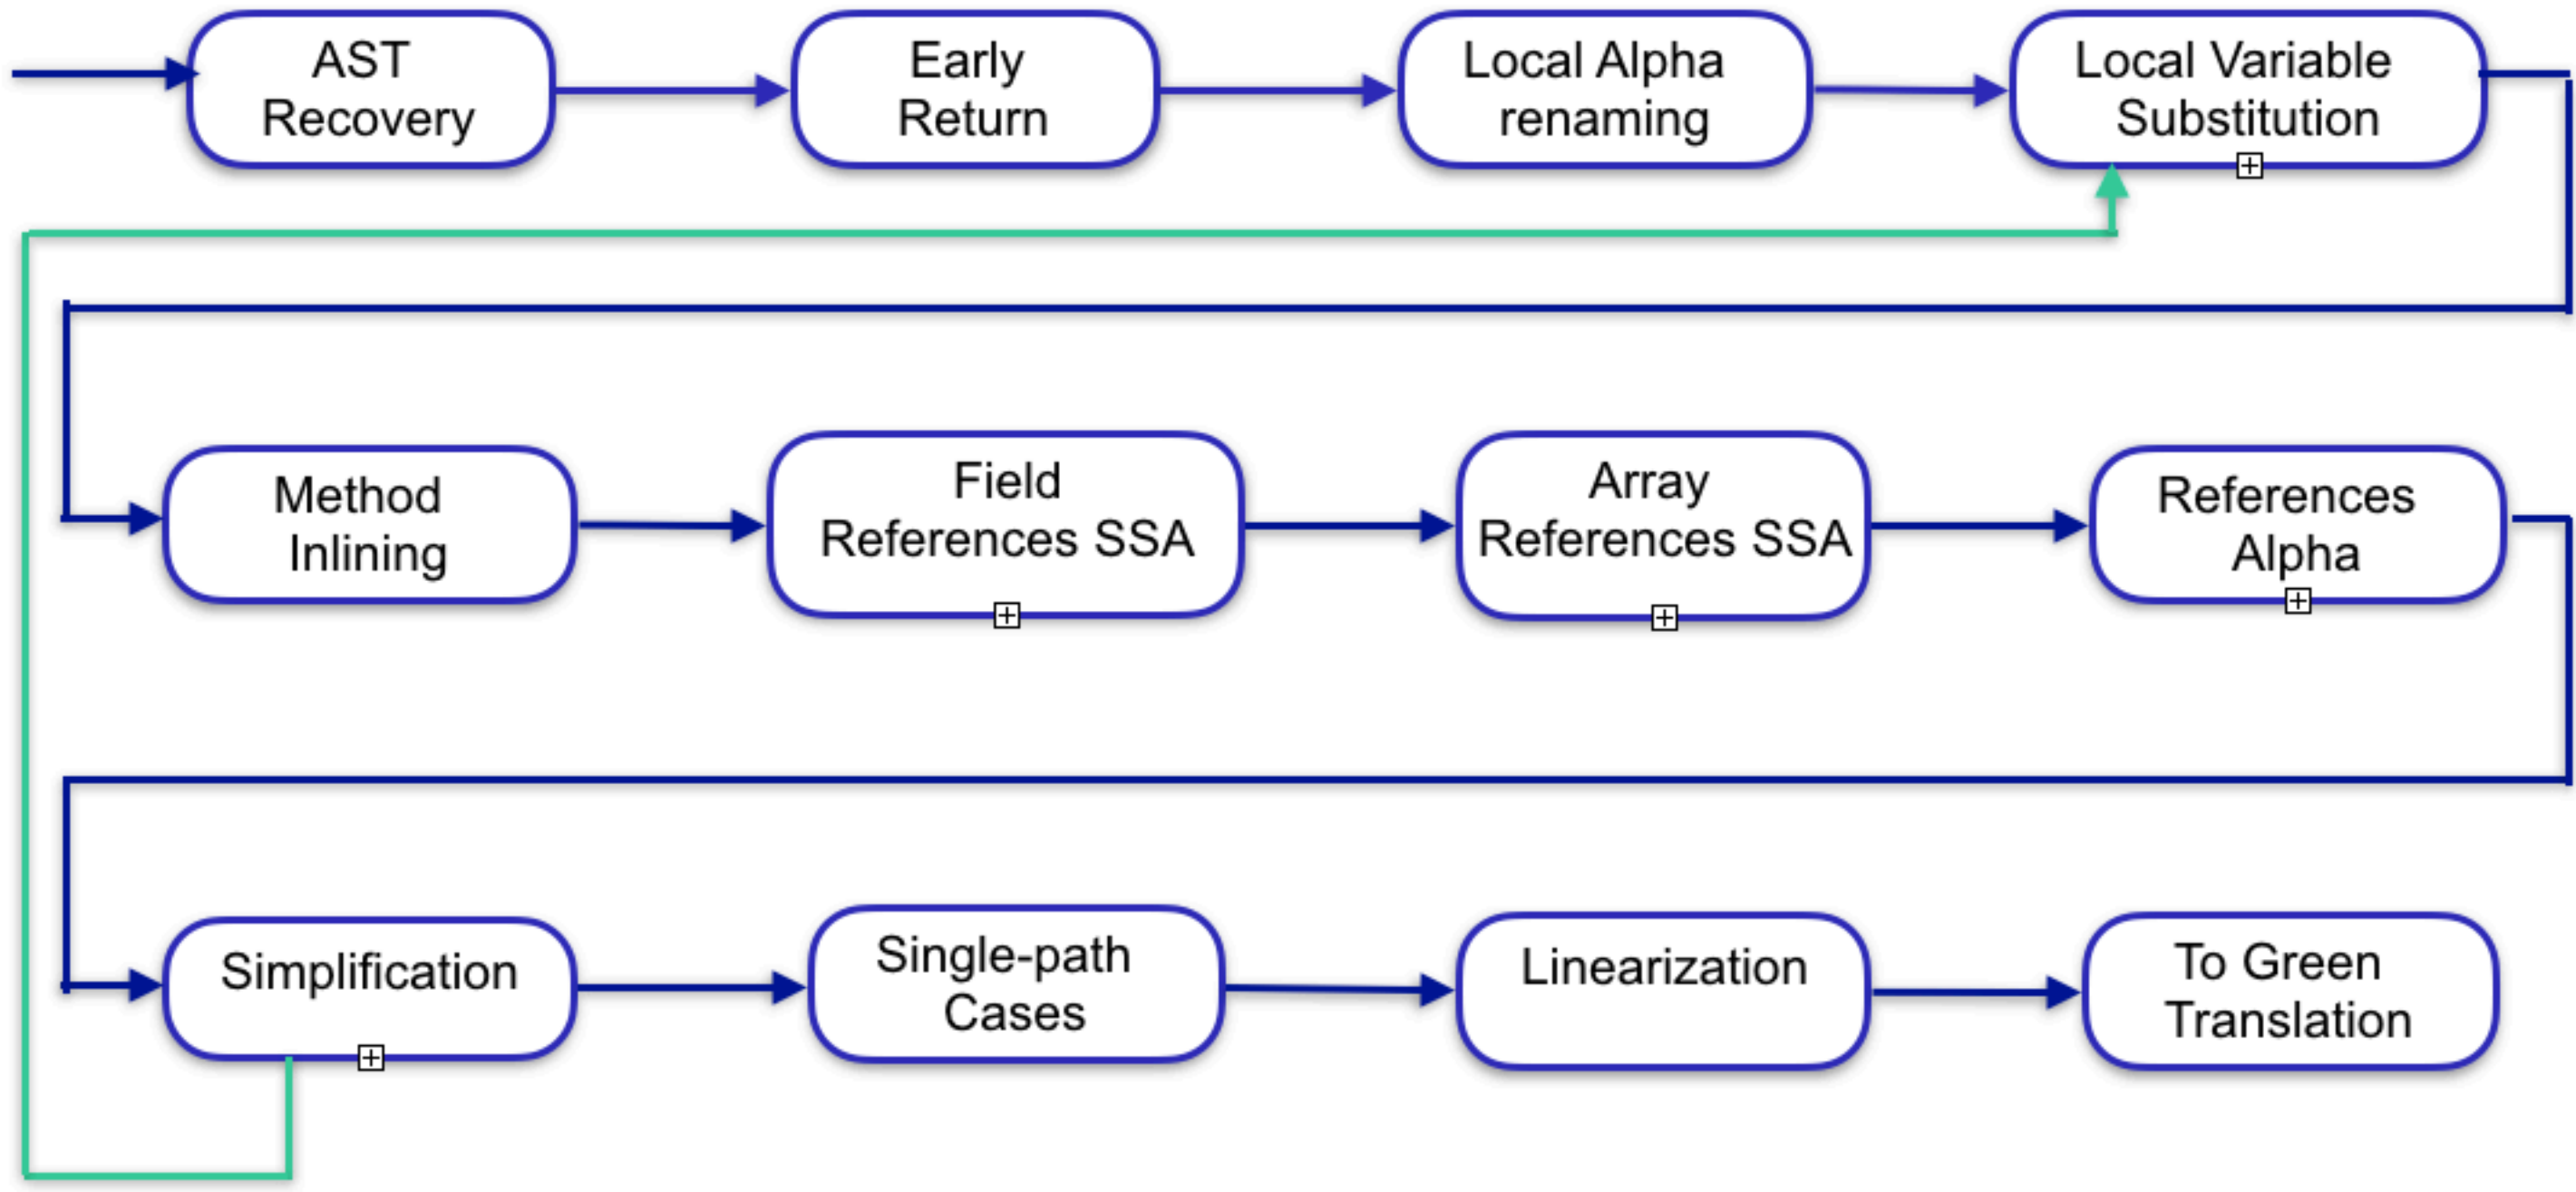 AST
Recovery
Early
Return
Local Alpha
renaming
Local Variable
Substitution
Method
Inlining
Field
References SSA
Array
References SSA
References
Alpha
Simplification
Single-path
Cases
Linearization
To Green
Translation